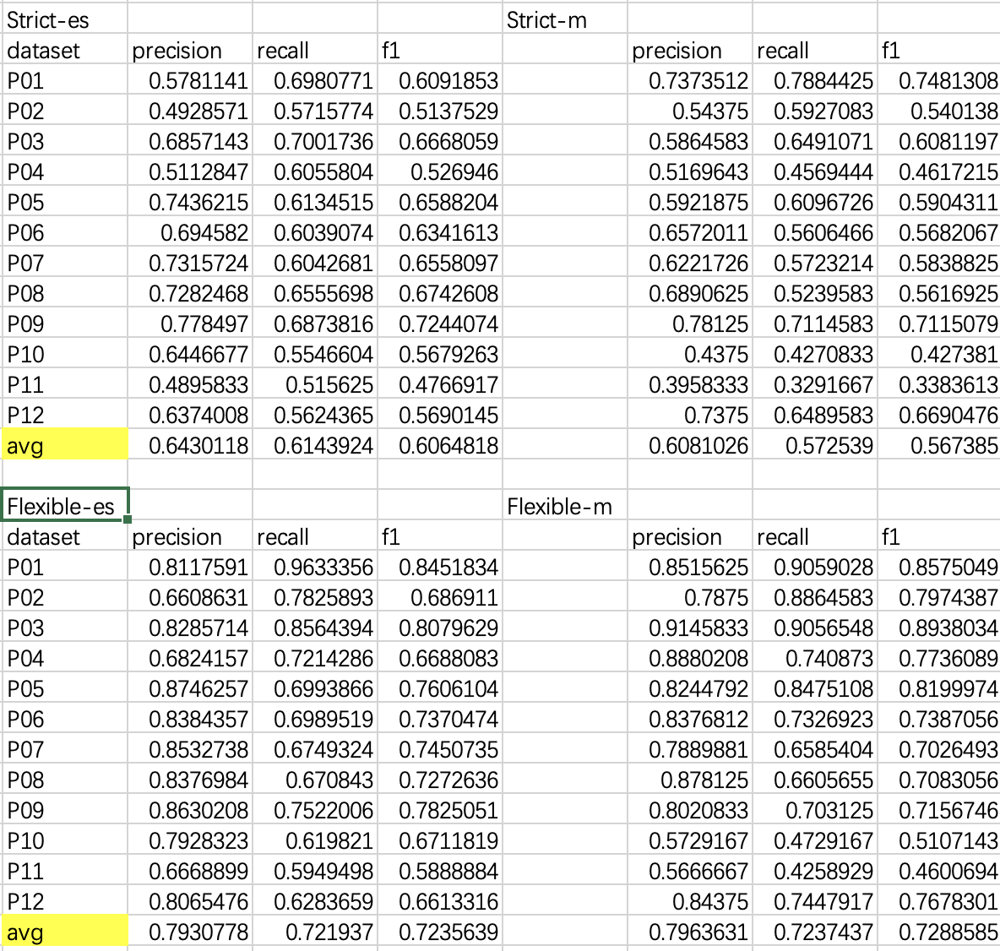 Strict-es Strict-m
dataset precision recall f1 precision recall f1
P01 0.5781141 0.6980771 0.6091853 0.7373512 0.7884425 0.7481308
P02 0.4928571 0.5715774 0.5137529 0.54375 0.5927083 0.540138
P03 0.6857143 0.7001736 0.6668059 0.5864583 0.6491071 0.6081197
P04 0.5112847 0.6055804 0.526946 0.5169643 0.4569444 0.4617215
P05 0.7436215 0.6134515 0.6588204 0.5921875 0.6096726 0.5904311
P06 0.694582 0.6039074 0.6341613 0.6572011 0.5606466 0.5682067
P07 0.7315724 0.6042681 0.6558097 0.6221726 0.5723214 0.5838825
P08 0.7282468 0.6555698 0.6742608 0.6890625 0.5239583 0.5616925
P09 0.778497 0.6873816 0.7244074 0.78125 0.7114583 0.7115079
P10 0.6446677 0.5546604 0.5679263 0.4375 0.4270833 0.427381
P11 0.4895833 0.515625 0.4766917 0.3958333 0.3291667 0.3383613
P12 0.6374008 0.5624365 0.5690145 0.7375 0.6489583 0.6690476
avg 0.6430118 0.6143924 0.6064818 0.6081026 0.572539 0.567385
Flexible-es Flexible-m
dataset precision recall f1 precision recall f1
P01 0.8117591 0.9633356 0.8451834 0.8515625 0.9059028 0.8575049
P02 0.6608631 0.7825893 0.686911 0.7875 0.8864583 0.7974387
P03 0.8285714 0.8564394 0.8079629 0.9145833 0.9056548 0.8938034
P04 0.6824157 0.7214286 0.6688083 0.8880208 0.740873 0.7736089
P05 0.8746257 0.6993866 0.7606104 0.8244792 0.8475108 0.8199974
P06 0.8384357 0.6989519 0.7370474 0.8376812 0.7326923 0.7387056
P07 0.8532738 0.6749324 0.7450735 0.7889881 0.6585404 0.7026493
P08 0.8376984 0.670843 0.7272636 0.878125 0.6605655 0.7083056
P09 0.8630208 0.7522006 0.7825051 0.8020833 0.703125 0.7156746
P10 0.7928323 0.619821 0.6711819 0.5729167 0.4729167 0.5107143
P11 0.6668899 0.5949498 0.5888884 0.5666667 0.4258929 0.4600694
P12 0.8065476 0.6283659 0.6613316 0.84375 0.7447917 0.7678301
avg 0.7930778 0.721937 0.7235639 0.7963631 0.7237437 0.7288585